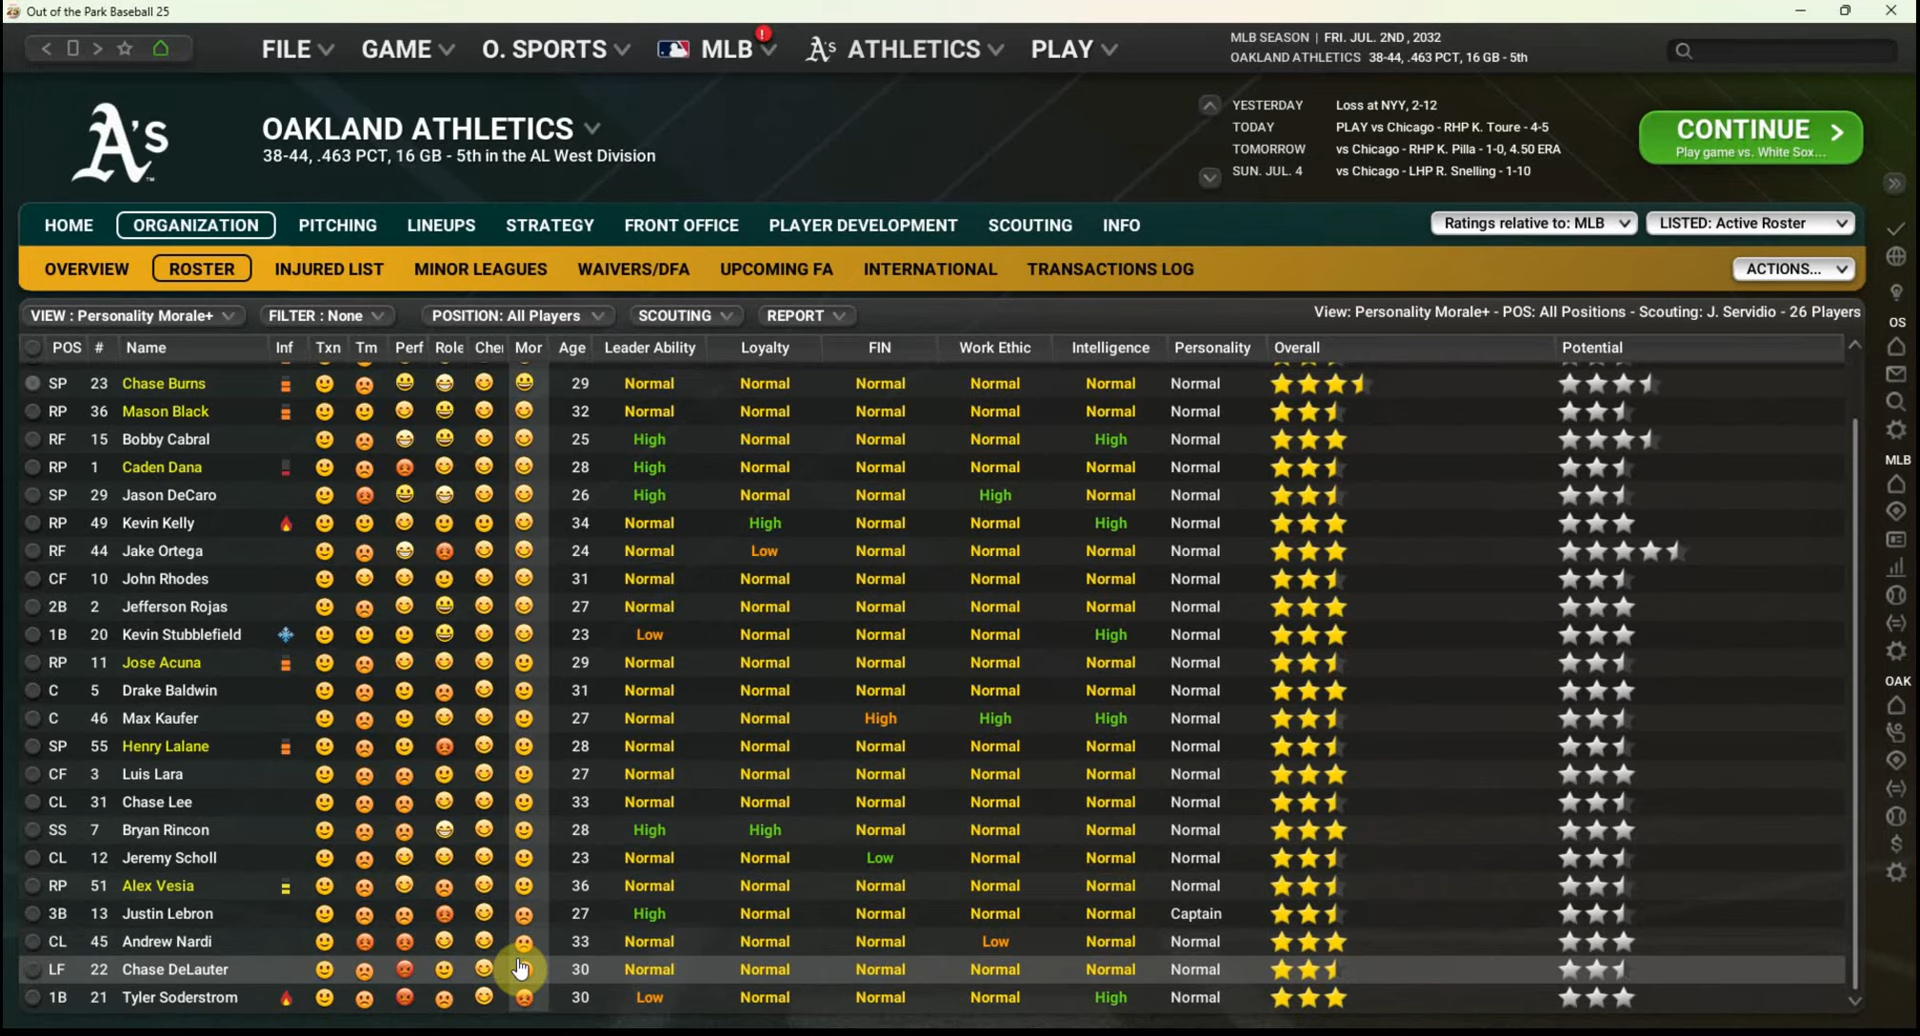 Out of the Park Baseball 25
FILE GAME O. SPORTS MLB ! A's ATHLETICS PLAY
MLB SEASON | FRI. JUL. 2ND , 2032
OAKLAND ATHLETICS 38-44, .463 PCT, 16 GB - 5th
A's
OAKLAND ATHLETICS
38-44, .463 PCT, 16 GB - 5th in the AL West Division
YESTERDAY Loss at NYY, 2-12
TODAY PLAY vs Chicago - RHP K. Toure - 4-5
TOMORROW vs Chicago - RHP K. Pilla - 1-0, 4.50 ERA
SUN. JUL. 4 vs Chicago - LHP R. Snelling - 1-10
CONTINUE
Play game vs. White Sox...
HOME ORGANIZATION PITCHING LINEUPS STRATEGY FRONT OFFICE PLAYER DEVELOPMENT SCOUTING INFO Ratings relative to: MLB LISTED: Active Roster
OVERVIEW ROSTER INJURED LIST MINOR LEAGUES WAIVERS/DFA UPCOMING FA INTERNATIONAL TRANSACTIONS LOG ACTIONS...
VIEW : Personality Morale+ FILTER : None POSITION: All Players SCOUTING REPORT View: Personality Morale+ - POS: All Positions - Scouting: J. Servidio - 26 Players
POS # Name Inf Txn Tm Perf Role Che Mor Age Leader Ability Loyalty FIN Work Ethic Intelligence Personality Overall Potential
SP 23 Chase Burns 29 Normal Normal Normal Normal Normal Normal
RP 36 Mason Black 32 Normal Normal Normal Normal Normal Normal
RF 15 Bobby Cabral 25 High Normal Normal Normal High Normal
RP 1 Caden Dana 28 High Normal Normal Normal Normal Normal
SP 29 Jason DeCaro 26 High Normal Normal High Normal Normal
RP 49 Kevin Kelly 34 Normal High Normal Normal High Normal
RF 44 Jake Ortega 24 Normal Low Normal Normal Normal Normal
CF 10 John Rhodes 31 Normal Normal Normal Normal Normal Normal
2B 2 Jefferson Rojas 27 Normal Normal Normal Normal Normal Normal
1B 20 Kevin Stubblefield 23 Low Normal Normal Normal High Normal
RP 11 Jose Acuna 29 Normal Normal Normal Normal Normal Normal
C 5 Drake Baldwin 31 Normal Normal Normal Normal Normal Normal
C 46 Max Kaufer 27 Normal Normal High High High Normal
SP 55 Henry Lalane 28 Normal Normal Normal Normal Normal Normal
CF 3 Luis Lara 27 Normal Normal Normal Normal Normal Normal
CL 31 Chase Lee 33 Normal Normal Normal Normal Normal Normal
SS 7 Bryan Rincon 28 High High Normal Normal Normal Normal
CL 12 Jeremy Scholl 23 Normal Normal Low Normal Normal Normal
RP 51 Alex Vesia 36 Normal Normal Normal Normal Normal Normal
3B 13 Justin Lebron 27 High Normal Normal Normal Normal Captain
CL 45 Andrew Nardi 33 Normal Normal Normal Low Normal Normal
LF 22 Chase DeLauter 30 Normal Normal Normal Normal Normal Normal
1B 21 Tyler Soderstrom 30 Low Normal Normal Normal High Normal
OS
MLB
OAK